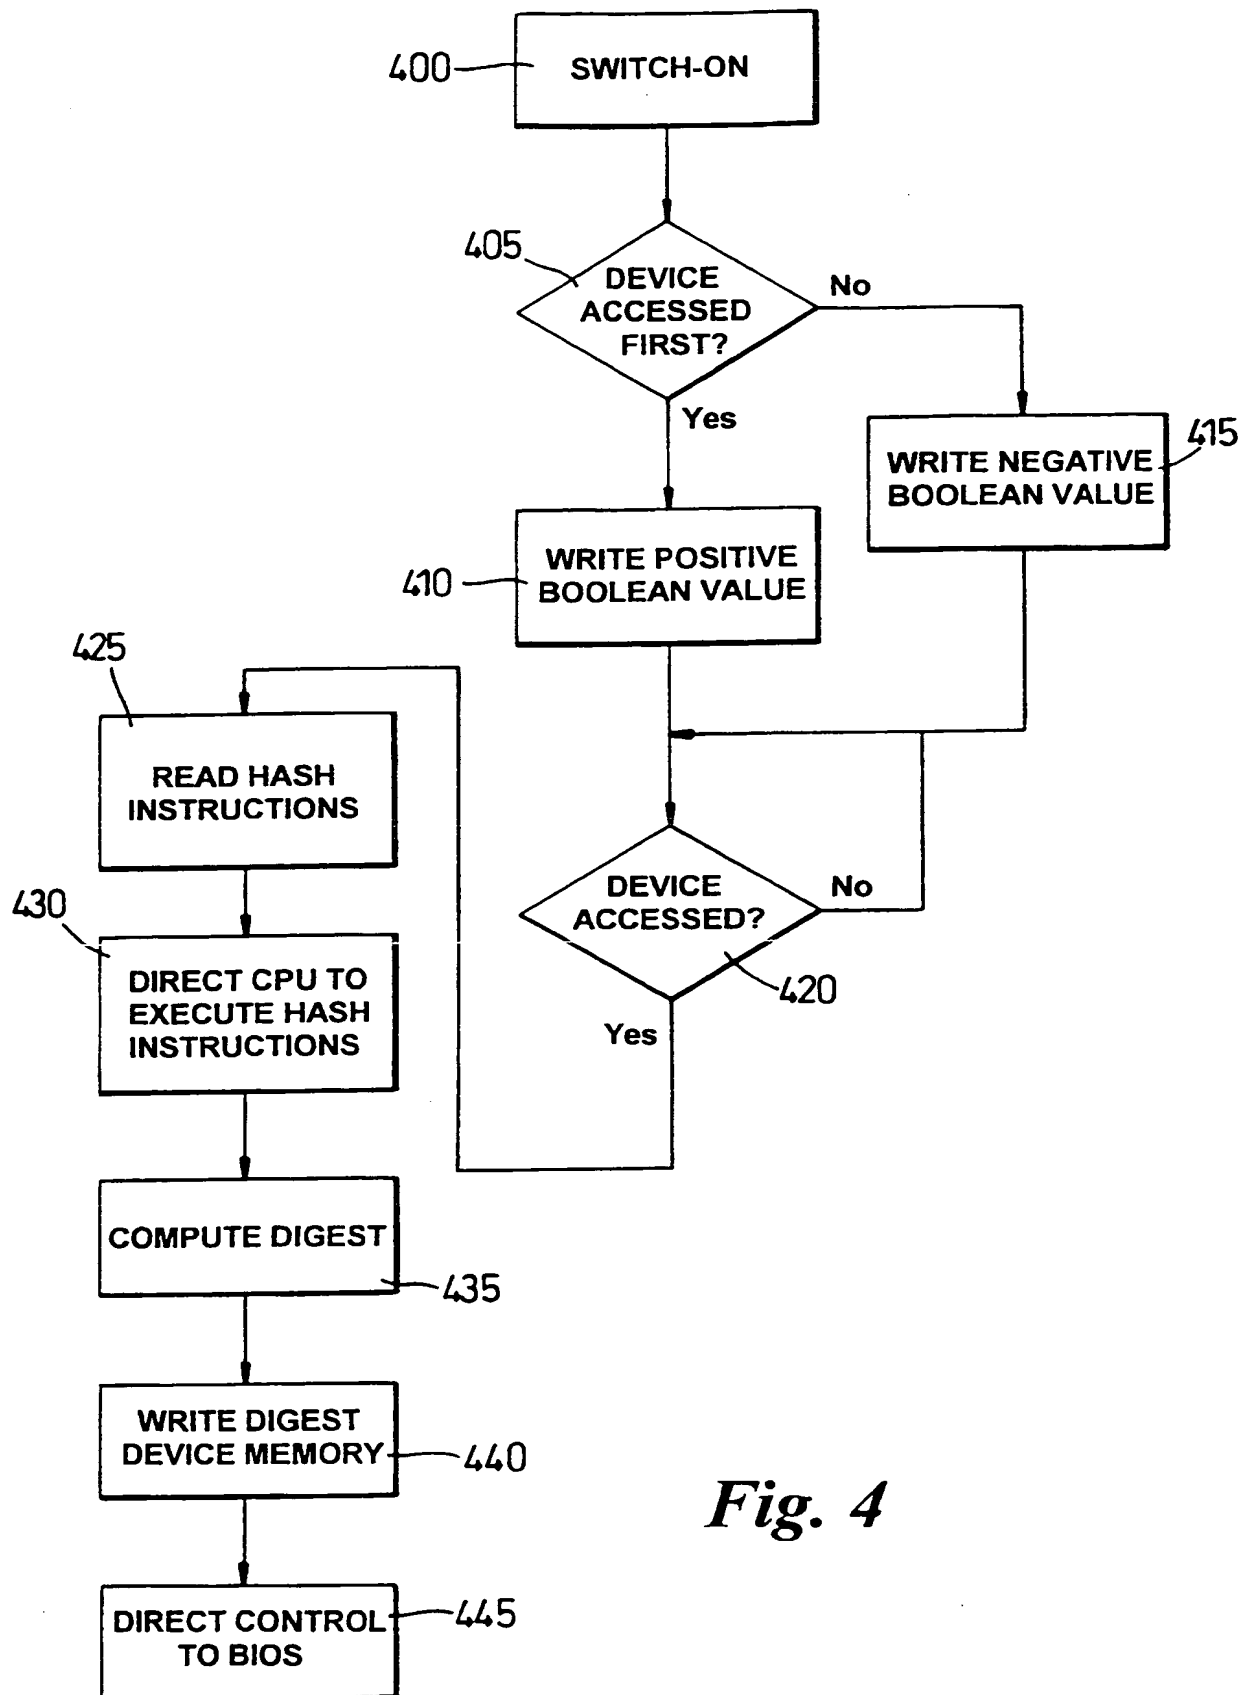 400
SWITCH-ON
405
DEVICE
ACCESSED
FIRST?
No
Yes
415
WRITE NEGATIVE
BOOLEAN VALUE
410
WRITE POSITIVE
BOOLEAN VALUE
425
READ HASH
INSTRUCTIONS
DEVICE
ACCESSED?
No
420
Yes
430
DIRECT CPU TO
EXECUTE HASH
INSTRUCTIONS
COMPUTE DIGEST
435
WRITE DIGEST
DEVICE MEMORY
440
DIRECT CONTROL
TO BIOS
445
Fig. 4